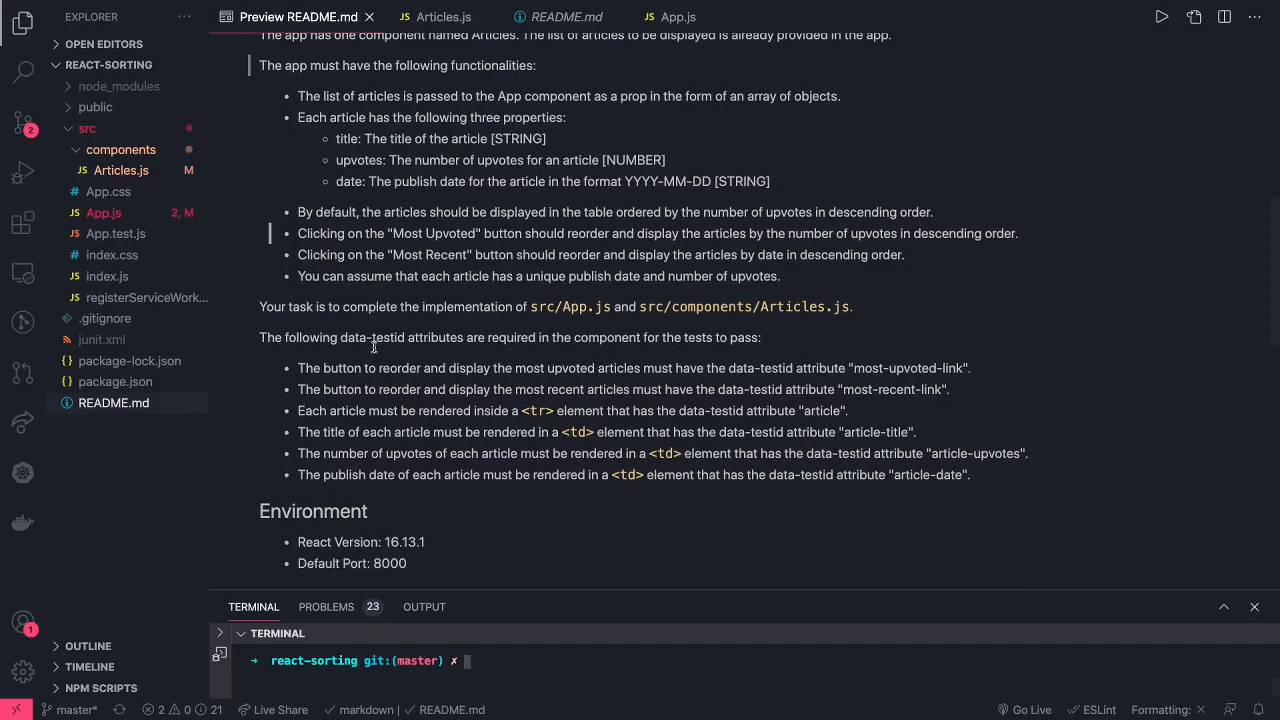 EXPLORER
Preview README.md
Articles.js
README.md
App.js
OPEN EDITORS
REACT-SORTING
node_modules
public
src
components
JS Articles.js M
App.css
JS App.js 2, M
App.test.js
index.css
JS index.js
JS registerServiceWork...
.gitignore
junit.xml
{} package-lock.json
{} package.json
README.md
OUTLINE
TIMELINE
NPM SCRIPTS
2
1
The app has one component named Articles. The list of articles to be displayed is already provided in the app.
The app must have the following functionalities:
• The list of articles is passed to the App component as a prop in the form of an array of objects.
• Each article has the following three properties:
◦ title: The title of the article [STRING]
◦ upvotes: The number of upvotes for an article [NUMBER]
◦ date: The publish date for the article in the format YYYY-MM-DD [STRING]
• By default, the articles should be displayed in the table ordered by the number of upvotes in descending order.
• Clicking on the "Most Upvoted" button should reorder and display the articles by the number of upvotes in descending order.
• Clicking on the "Most Recent" button should reorder and display the articles by date in descending order.
• You can assume that each article has a unique publish date and number of upvotes.
Your task is to complete the implementation of src/App.js and src/components/Articles.js.
The following data-testid attributes are required in the component for the tests to pass:
• The button to reorder and display the most upvoted articles must have the data-testid attribute "most-upvoted-link".
• The button to reorder and display the most recent articles must have the data-testid attribute "most-recent-link".
• Each article must be rendered inside a <tr> element that has the data-testid attribute "article".
• The title of each article must be rendered in a <td> element that has the data-testid attribute "article-title".
• The number of upvotes of each article must be rendered in a <td> element that has the data-testid attribute "article-upvotes".
• The publish date of each article must be rendered in a <td> element that has the data-testid attribute "article-date".
Environment
• React Version: 16.13.1
• Default Port: 8000
TERMINAL PROBLEMS 23 OUTPUT
TERMINAL
→ react-sorting git:(master) ✗
master* 2 0 21 Live Share ✓ markdown | README.md Go Live ESLint Formatting: ×